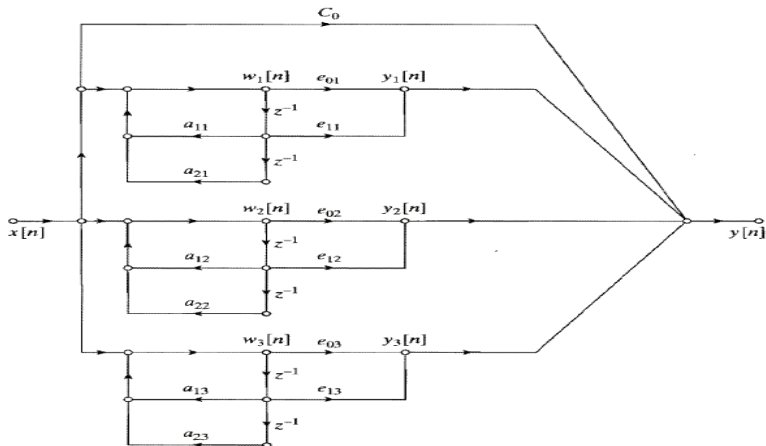 C₀
w₁[n] e₀₁ y₁[n]
z⁻¹
a₁₁ e₁₁
z⁻¹
a₂₁
w₂[n] e₀₂ y₂[n]
x[n] y[n]
z⁻¹
a₁₂ e₁₂
z⁻¹
a₂₂
w₃[n] e₀₃ y₃[n]
z⁻¹
a₁₃ e₁₃
z⁻¹
a₂₃